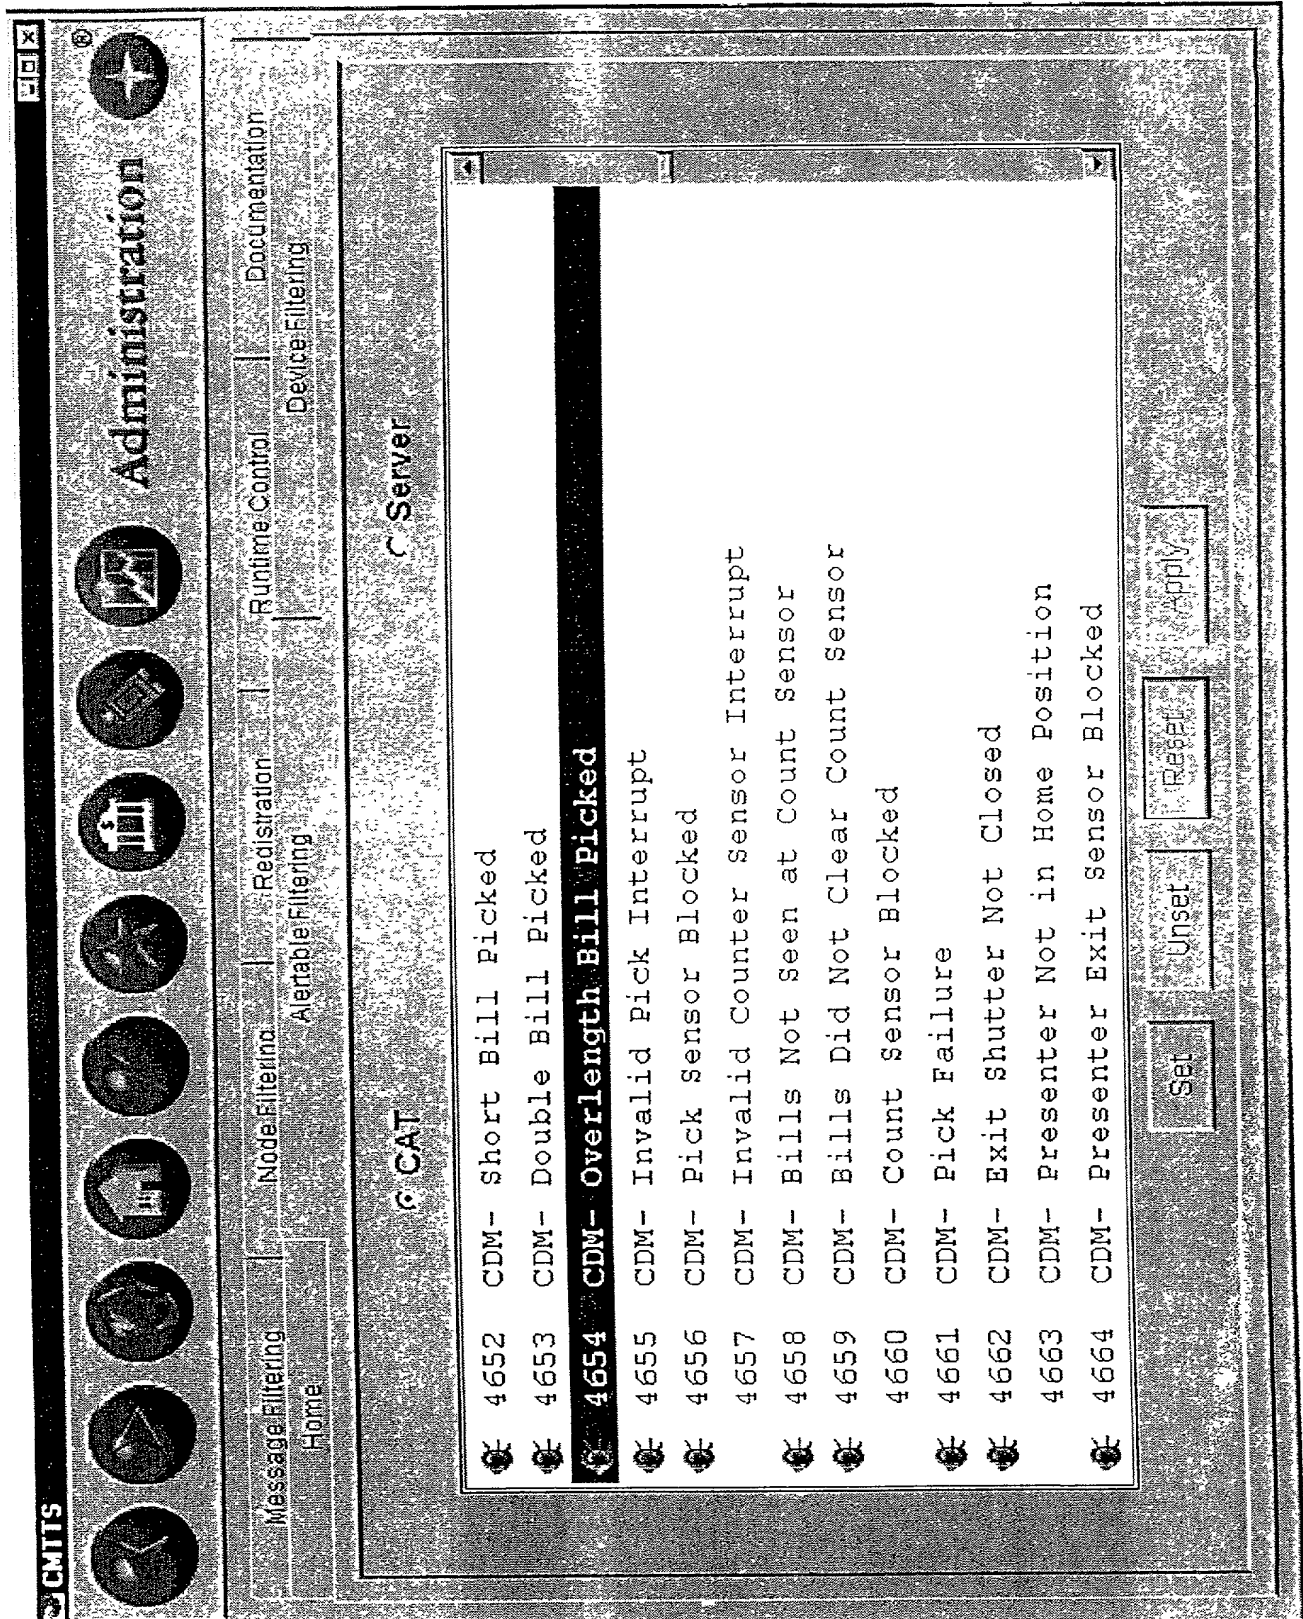 CMTTS
Administration ®
Message Filtering Node Filtering Registration Runtime Control Documentation
Home Alertable Filtering Device Filtering
CAT Server
4652 CDM- Short Bill Picked
4653 CDM- Double Bill Picked
4654 CDM- Overlength Bill Picked
4655 CDM- Invalid Pick Interrupt
4656 CDM- Pick Sensor Blocked
4657 CDM- Invalid Counter Sensor Interrupt
4658 CDM- Bills Not Seen at Count Sensor
4659 CDM- Bills Did Not Clear Count Sensor
4660 CDM- Count Sensor Blocked
4661 CDM- Pick Failure
4662 CDM- Exit Shutter Not Closed
4663 CDM- Presenter Not in Home Position
4664 CDM- Presenter Exit Sensor Blocked
Set Unset Reset Apply